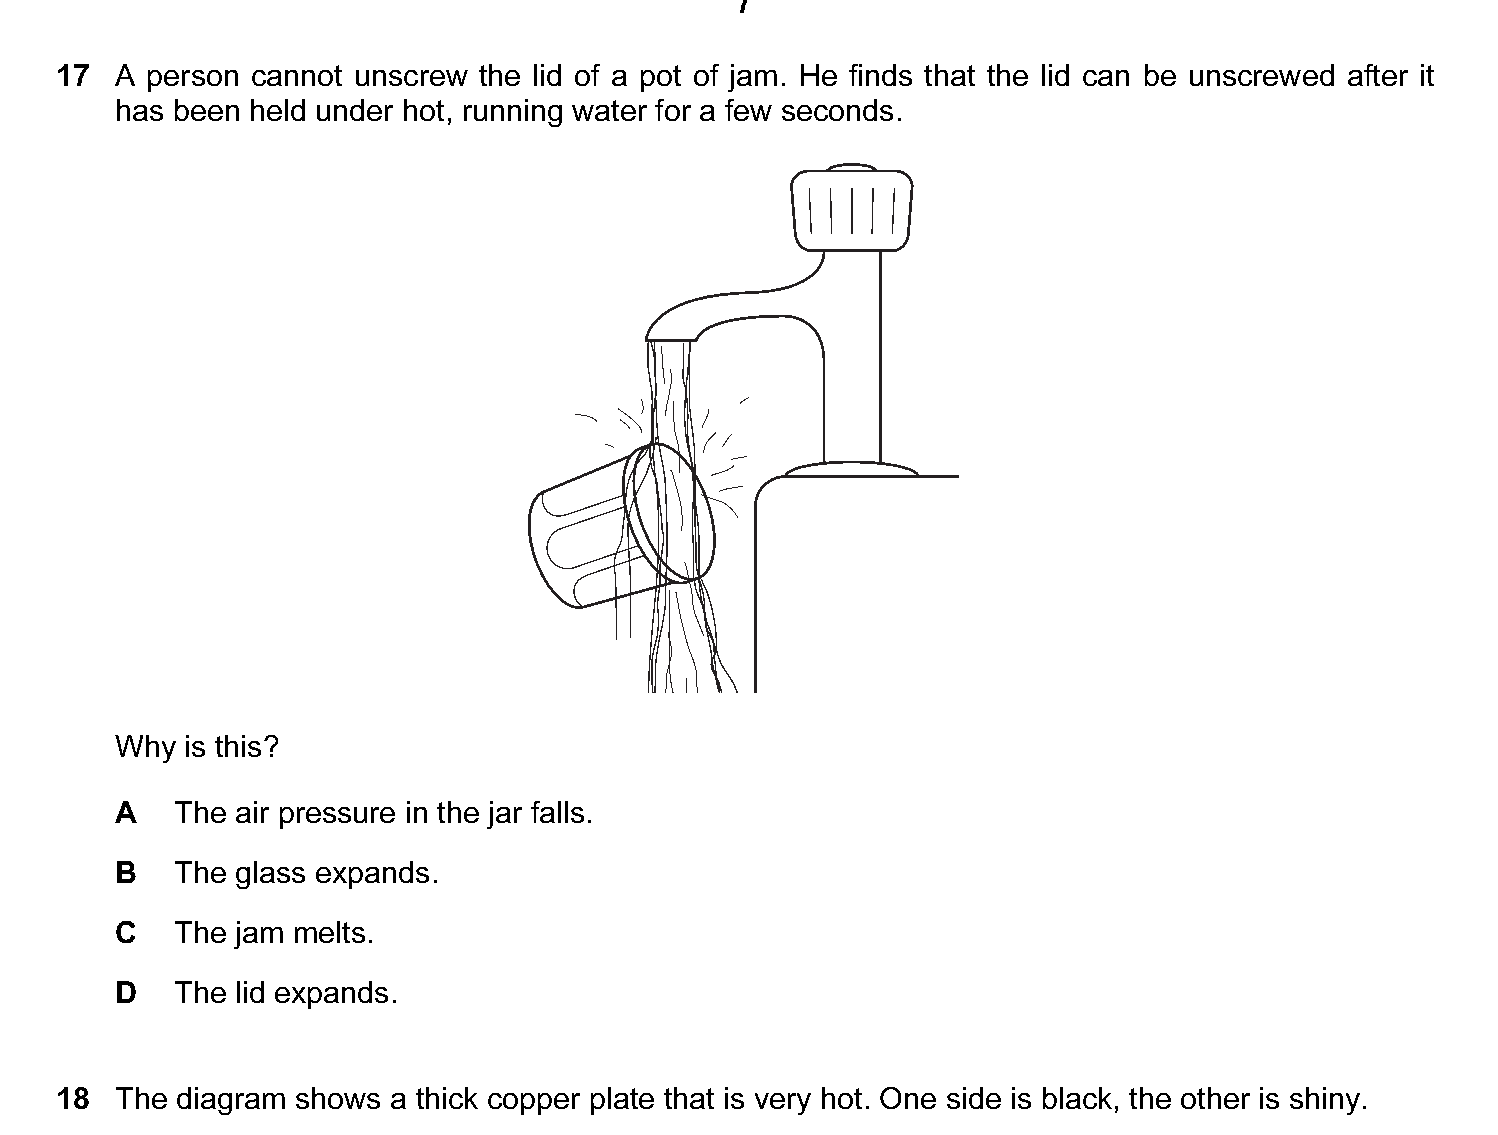 17 A person cannot unscrew the lid of a pot of jam. He finds that the lid can be unscrewed after it
has been held under hot, running water for a few seconds.
Why is this?
A The air pressure in the jar falls.
B The glass expands.
C The jam melts.
D The lid expands.
18 The diagram shows a thick copper plate that is very hot. One side is black, the other is shiny.